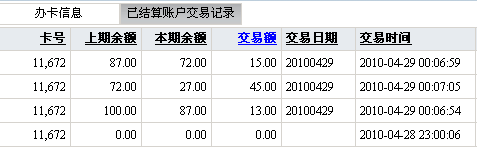 办卡信息 已结算账户交易记录
卡号 上期余额 本期余额 交易额 交易日期 交易时间
11,672 87.00 72.00 15.00 20100429 2010-04-29 00:06:59
11,672 72.00 27.00 45.00 20100429 2010-04-29 00:07:05
11,672 100.00 87.00 13.00 20100429 2010-04-29 00:06:54
11,672 0.00 0.00 0.00 2010-04-28 23:00:06